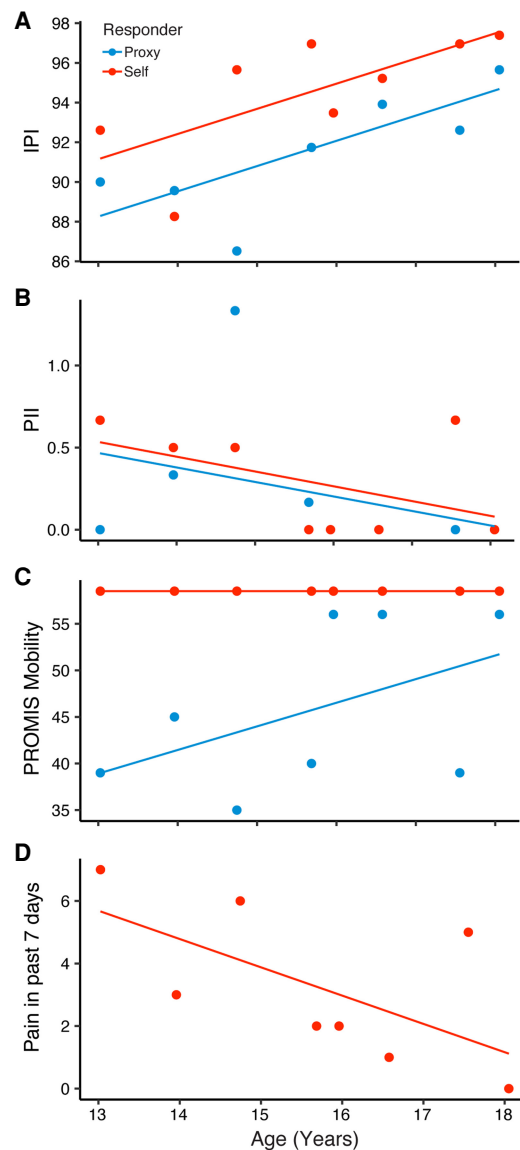 A
Responder
Proxy
Self
98
96
94
92
90
88
86
IPI
B
1.0
0.5
0.0
PII
C
55
50
45
40
35
PROMIS Mobility
D
6
4
2
0
Pain in past 7 days
13 14 15 16 17 18
Age (Years)